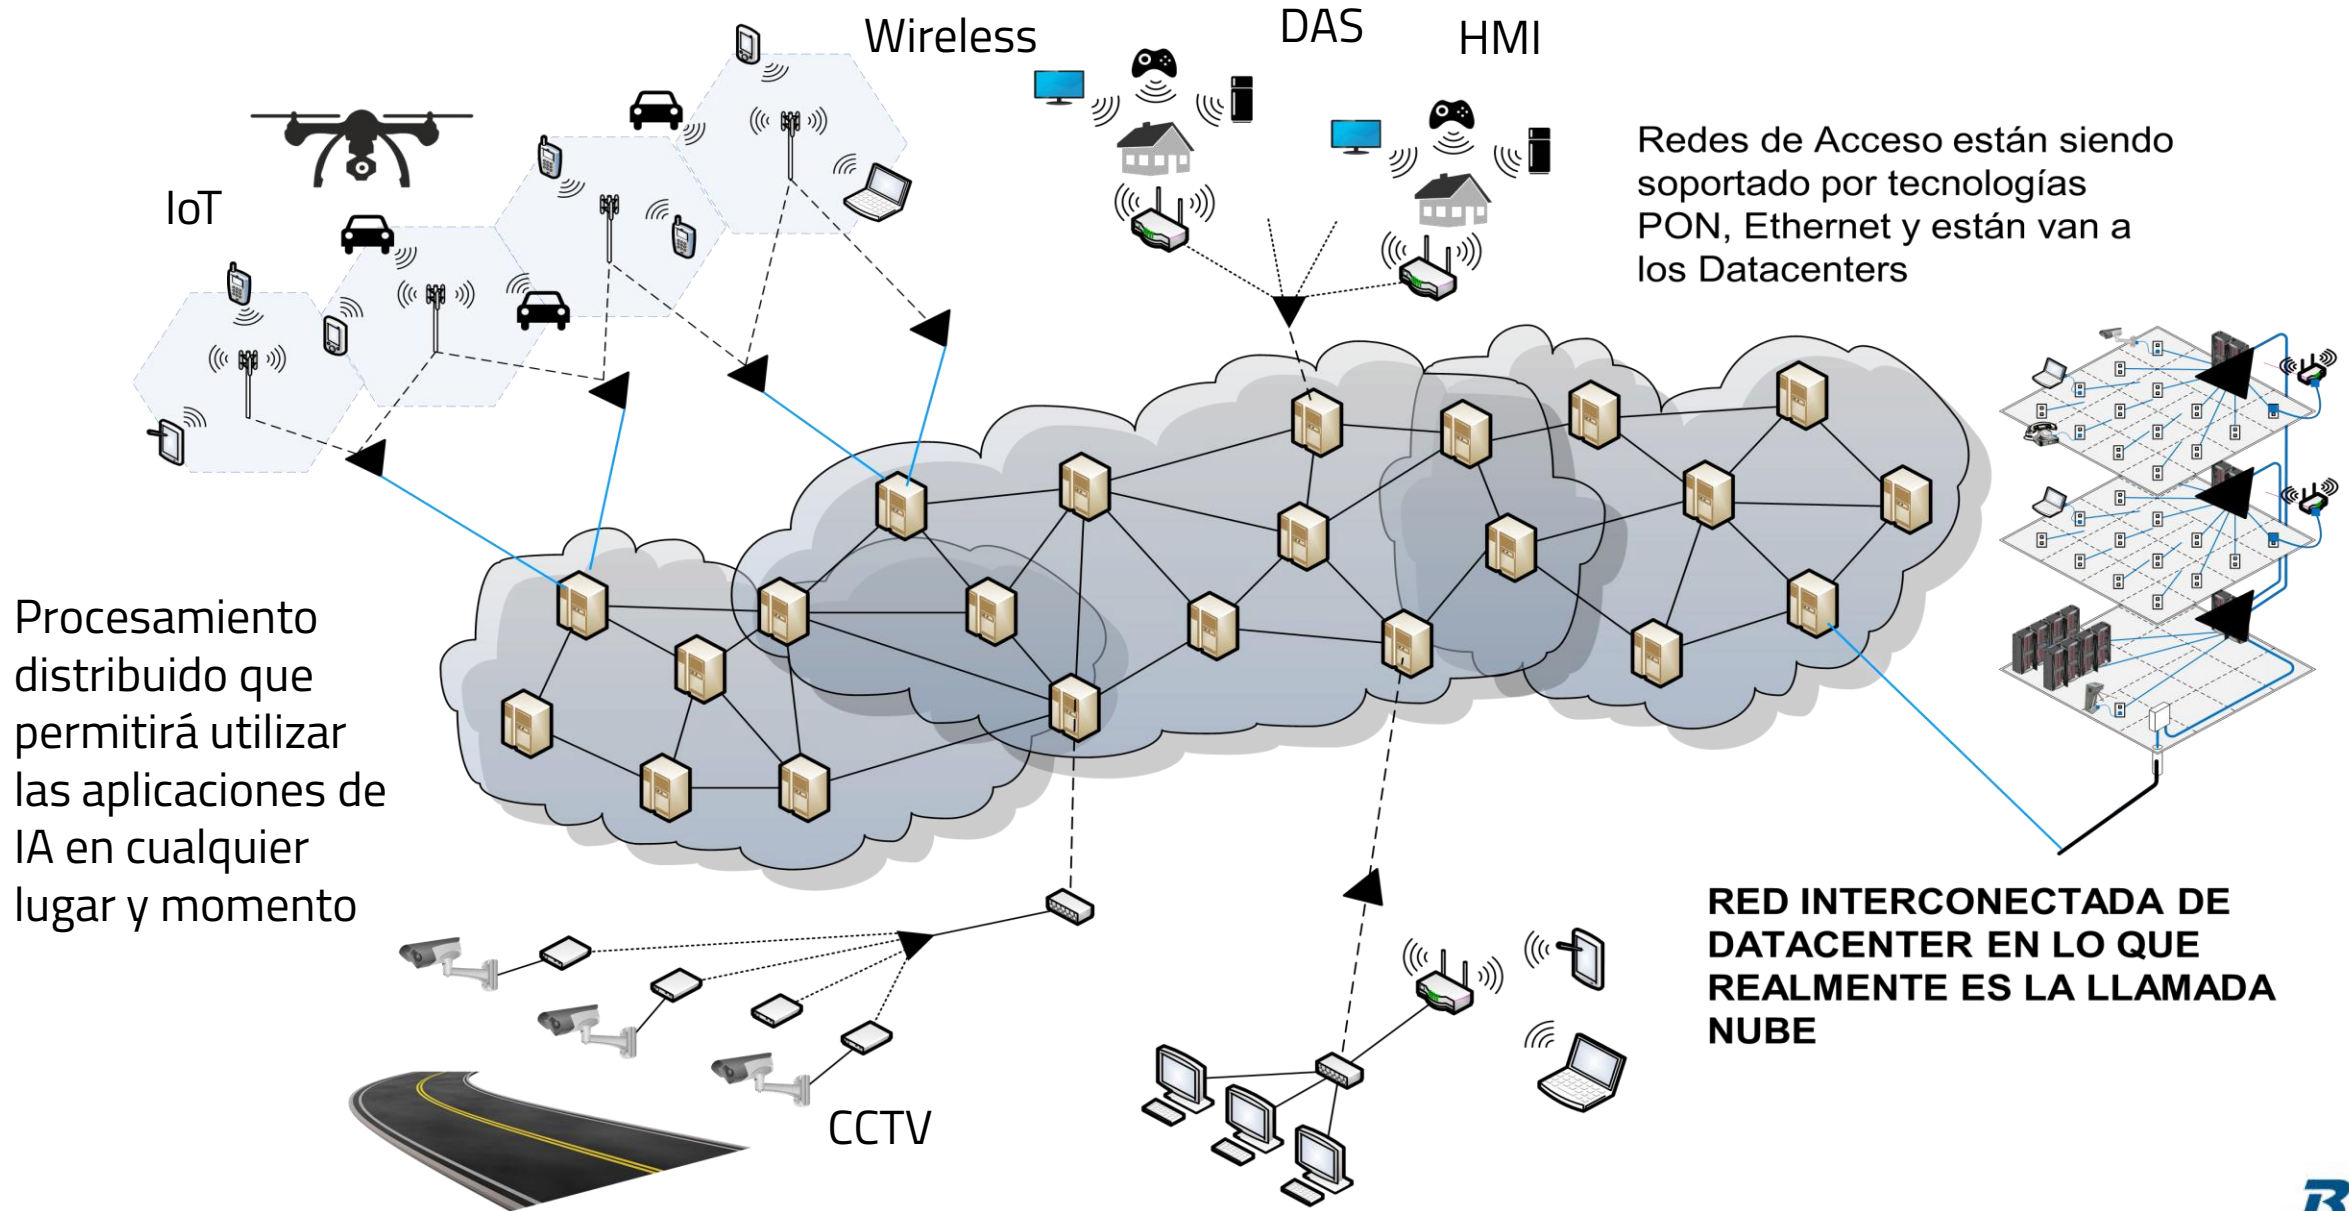 Wireless
DAS
HMI
IoT
Redes de Acceso están siendo
soportado por tecnologías
PON, Ethernet y están van a
los Datacenters
Procesamiento
distribuido que
permitirá utilizar
las aplicaciones de
IA en cualquier
lugar y momento
RED INTERCONECTADA DE
DATACENTER EN LO QUE
REALMENTE ES LA LLAMADA
NUBE
CCTV